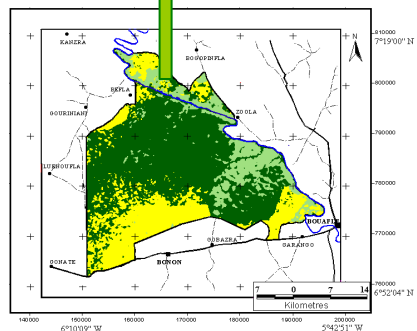 810000
7°19'00" N
KANZRA
N
BOGOPINFLA
800000
BEFLA
GOURINIANI
ZOOLA
790000
780000
770000
BOUAFLE
GOBAZRA
GARANGO
BONON
GOHATE
760000
6°52'04" N
7 0 7 14
Kilometres
140000 150000 160000 170000 180000 190000 200000
6°10'09" W 5°42'51" W